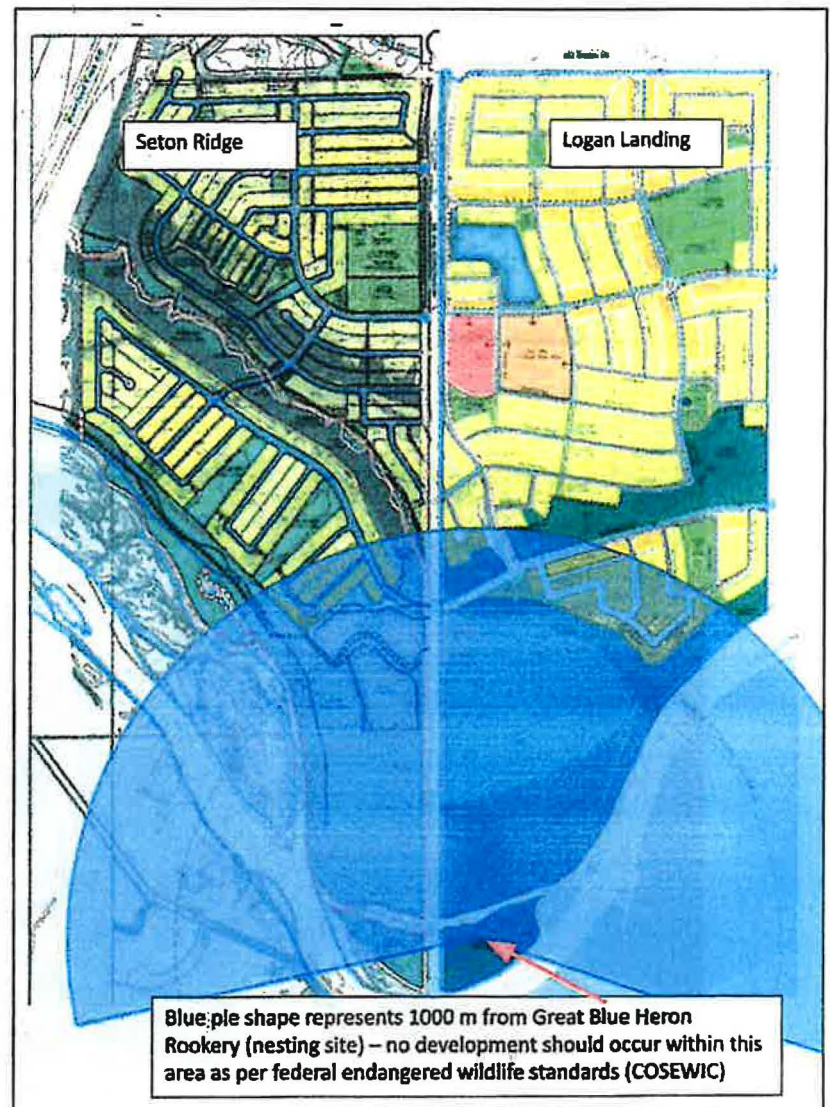 Seton Ridge
Logan Landing
Blue pie shape represents 1000 m from Great Blue Heron
Rookery (nesting site) – no development should occur within this
area as per federal endangered wildlife standards (COSEWIC)